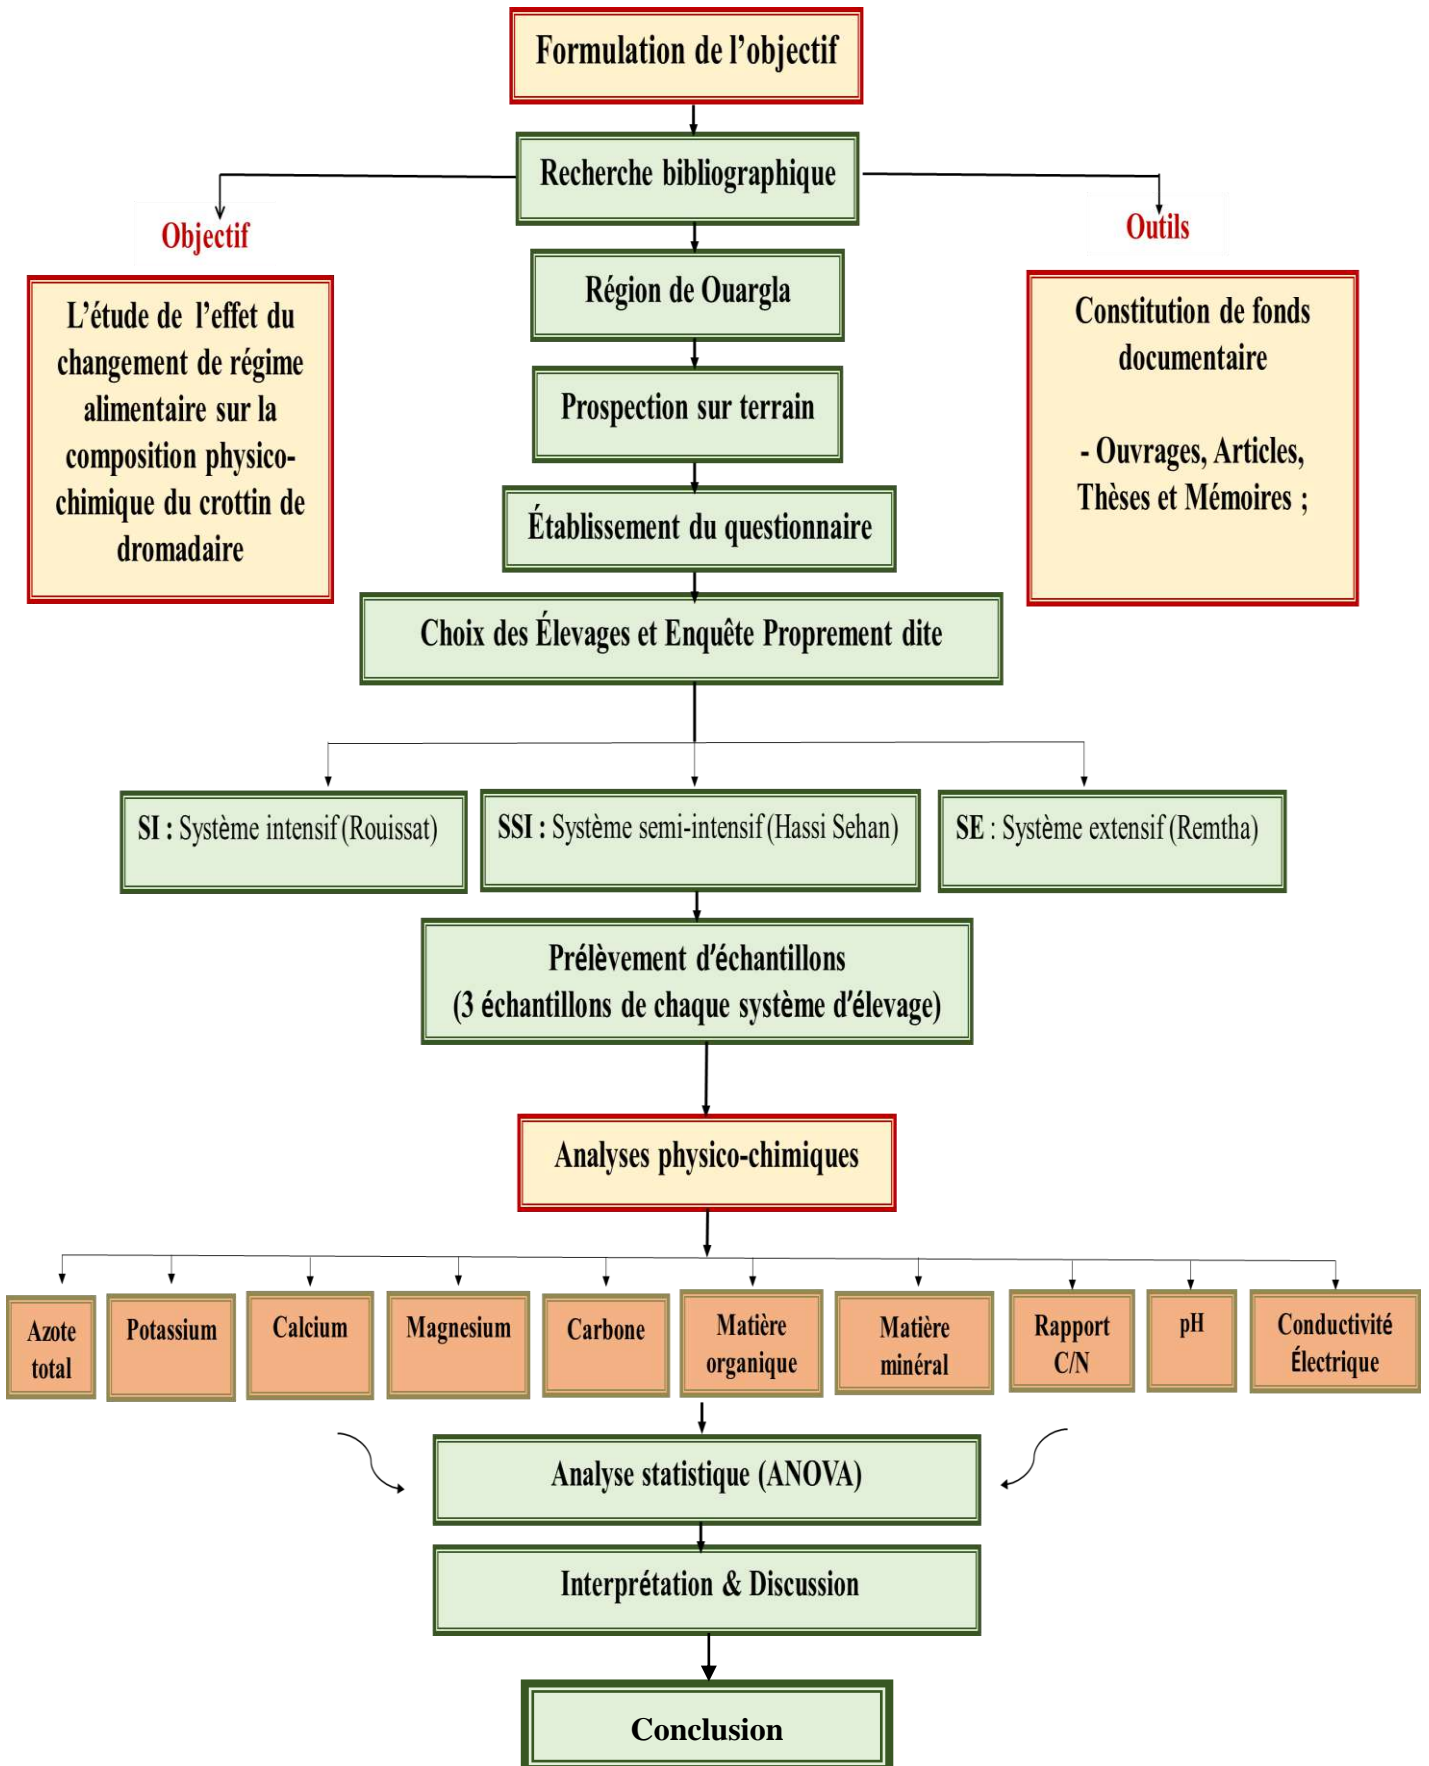 Formulation de l’objectif
Recherche bibliographique
Objectif
Outils
L’étude de l’effet du
changement de régime
alimentaire sur la
composition physico-
chimique du crottin de
dromadaire
Constitution de fonds
documentaire
- Ouvrages, Articles,
Thèses et Mémoires ;
Région de Ouargla
Prospection sur terrain
Établissement du questionnaire
Choix des Élevages et Enquête Proprement dite
SI : Système intensif (Rouissat)
SSI : Système semi-intensif (Hassi Sehan)
SE : Système extensif (Remtha)
Prélèvement d’échantillons
(3 échantillons de chaque système d’élevage)
Analyses physico-chimiques
Azote
total
Potassium
Calcium
Magnesium
Carbone
Matière
organique
Matière
minéral
Rapport
C/N
pH
Conductivité
Électrique
Analyse statistique (ANOVA)
Interprétation & Discussion
Conclusion